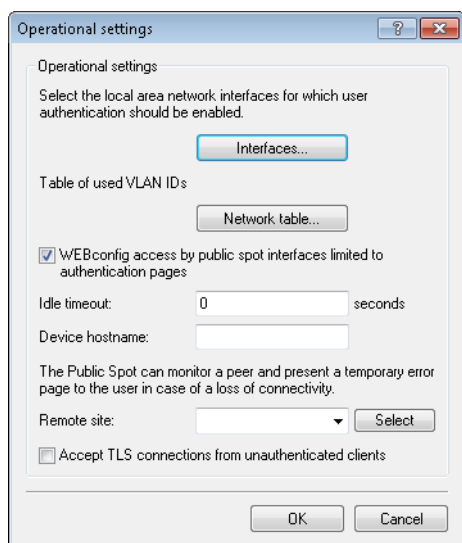 Operational settings
?
Operational settings
Select the local area network interfaces for which user
authentication should be enabled.
Interfaces...
Table of used VLAN IDs
Network table...
WEBconfig access by public spot interfaces limited to
authentication pages
Idle timeout: 0 seconds
Device hostname:
The Public Spot can monitor a peer and present a temporary error
page to the user in case of a loss of connectivity.
Remote site: Select
Accept TLS connections from unauthenticated clients
OK Cancel